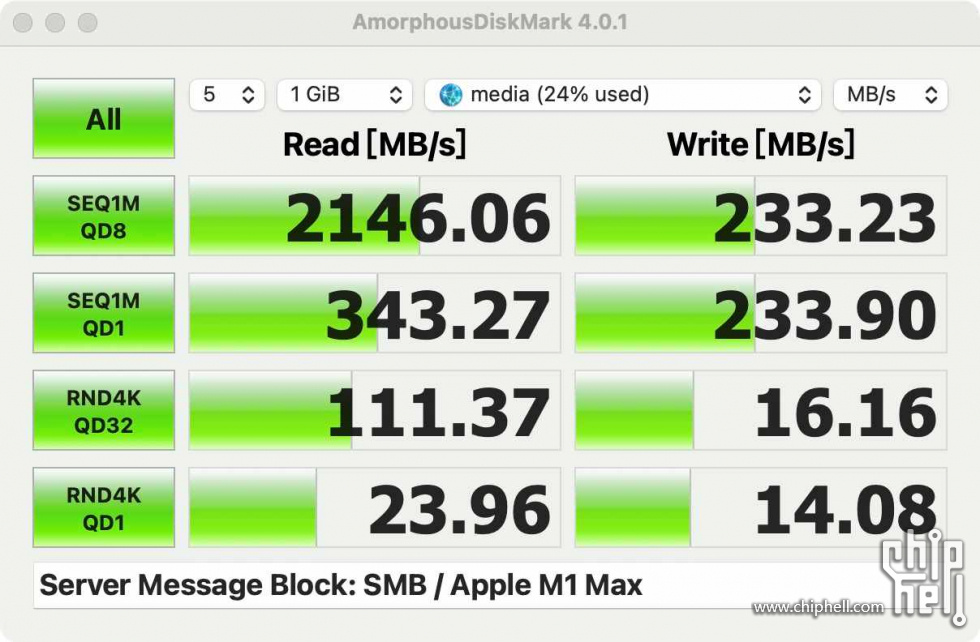 AmorphousDiskMark 4.0.1
All
5
1 GiB
media (24% used)
MB/s
Read [MB/s]
Write [MB/s]
SEQ1M
QD8
2146.06
233.23
SEQ1M
QD1
343.27
233.90
RND4K
QD32
111.37
16.16
RND4K
QD1
23.96
14.08
Server Message Block: SMB / Apple M1 Max
chip
hell
www.chiphell.com